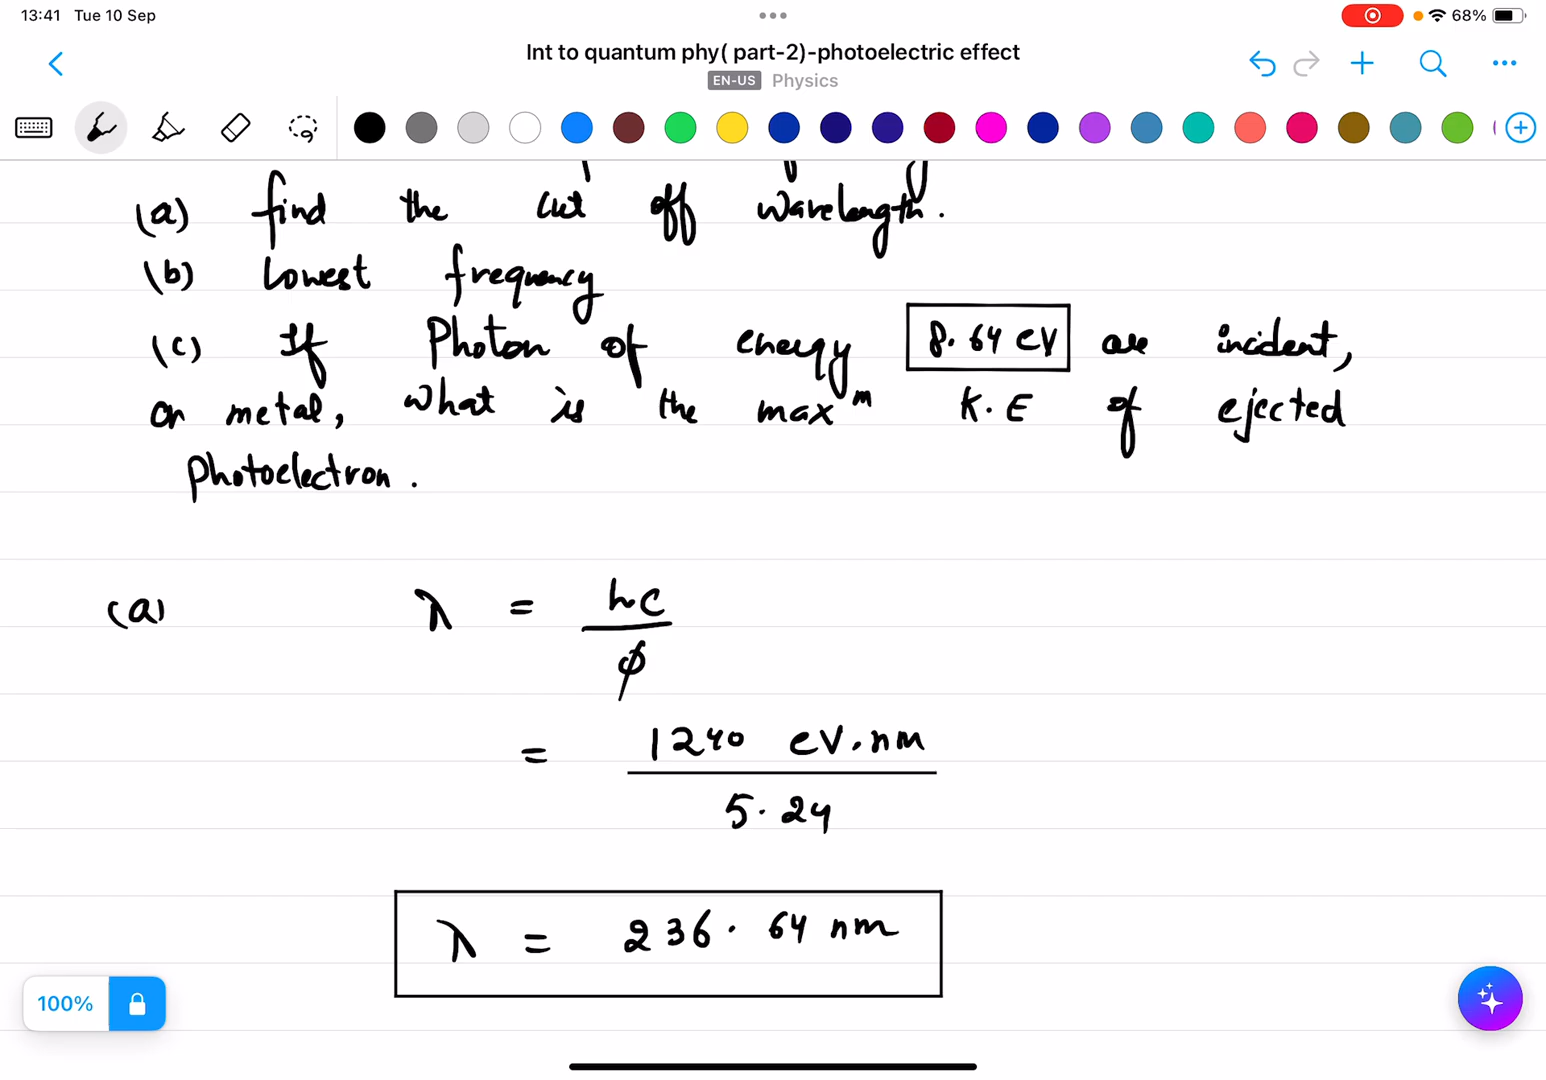 13:41 Tue 10 Sep
68%
Int to quantum phy( part-2)-photoelectric effect
EN-US Physics
(a) find the cut off wavelength.
(b) Lowest frequency
(c) If Photon of energy 8.64 eV are incident,
on metal, what is the maxᵐ K.E of ejected
Photoelectron.
(a) λ = hc
ϕ
= 1240 eV.nm
5.24
λ = 236.64 nm
100%